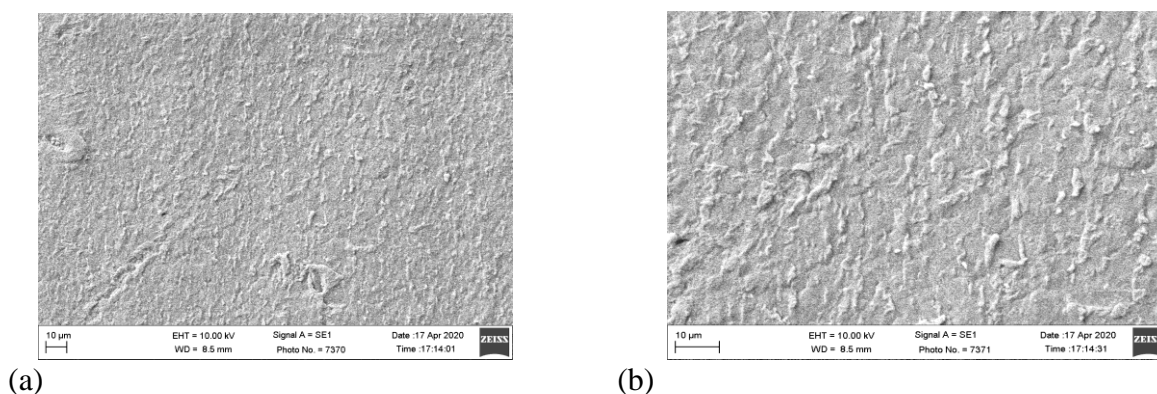 10 µm EHT = 10.00 kV Signal A = SE1 Date :17 Apr 2020 ZEISS
WD = 8.5 mm Photo No. = 7370 Time :17:14:01
10 µm EHT = 10.00 kV Signal A = SE1 Date :17 Apr 2020 ZEISS
WD = 8.5 mm Photo No. = 7371 Time :17:14:31
(a) (b)